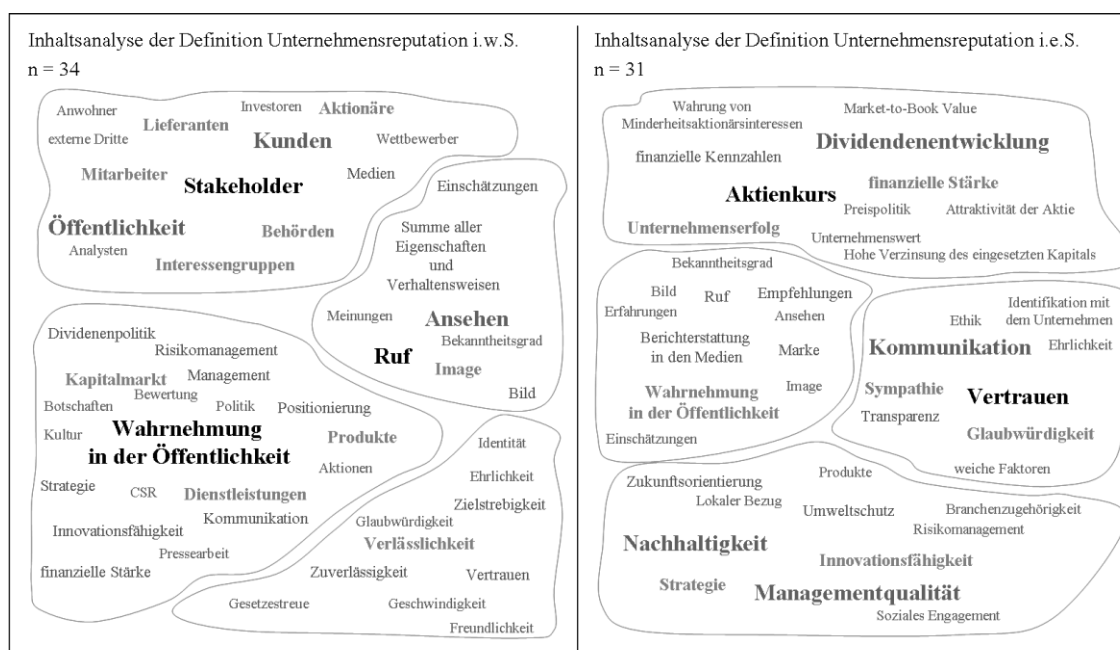 Inhaltsanalyse der Definition Unternehmensreputation i.w.S.
n = 34
Anwohner
Investoren
Aktionäre
Lieferanten
externe Dritte
Kunden
Wettbewerber
Mitarbeiter
Stakeholder
Medien
Öffentlichkeit
Behörden
Analysten
Interessengruppen
Einschätzungen
Summe aller
Eigenschaften
und
Verhaltensweisen
Meinungen
Ansehen
Bekanntheitsgrad
Ruf
Image
Bild
Dividenenpolitik
Risikomanagement
Kapitalmarkt
Management
Bewertung
Botschaften
Politik
Positionierung
Kultur
Wahrnehmung
in der Öffentlichkeit
Produkte
Aktionen
Strategie
CSR
Dienstleistungen
Kommunikation
Innovationsfähigkeit
Pressearbeit
finanzielle Stärke
Identität
Ehrlichkeit
Zielstrebigkeit
Glaubwürdigkeit
Verlässlichkeit
Zuverlässigkeit
Vertrauen
Gesetzestreue
Geschwindigkeit
Freundlichkeit
Inhaltsanalyse der Definition Unternehmensreputation i.e.S.
n = 31
Wahrung von
Minderheitsaktionärsinteressen
Market-to-Book Value
Dividendenentwicklung
finanzielle Kennzahlen
Aktienkurs
finanzielle Stärke
Preispolitik
Attraktivität der Aktie
Unternehmenserfolg
Unternehmenswert
Hohe Verzinsung des eingesetzten Kapitals
Bekanntheitsgrad
Bild
Ruf
Empfehlungen
Erfahrungen
Ansehen
Berichterstattung
in den Medien
Marke
Wahrnehmung
in der Öffentlichkeit
Image
Einschätzungen
Identifikation mit
dem Unternehmen
Ethik
Kommunikation
Ehrlichkeit
Sympathie
Vertrauen
Transparenz
Glaubwürdigkeit
weiche Faktoren
Zukunftsorientierung
Produkte
Lokaler Bezug
Umweltschutz
Branchenzugehörigkeit
Risikomanagement
Nachhaltigkeit
Innovationsfähigkeit
Strategie
Managementqualität
Soziales Engagement